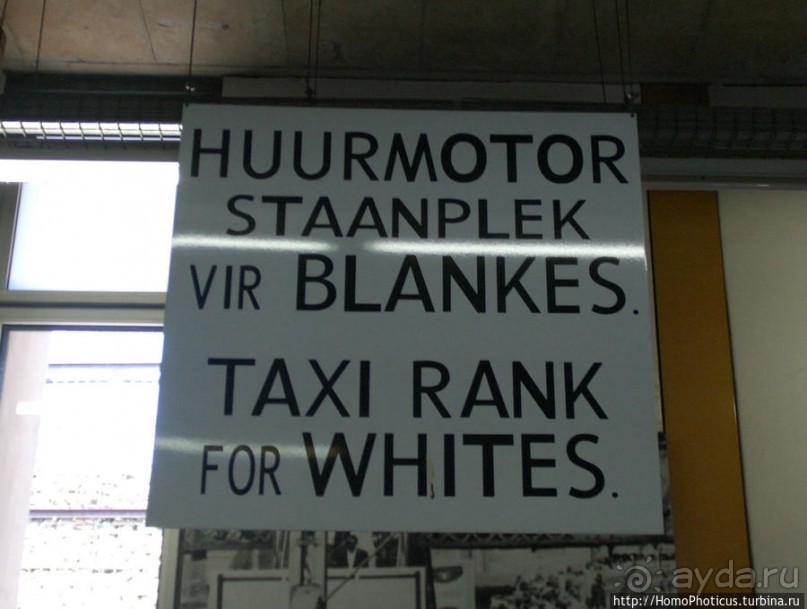 HUURMOTOR
STAANPLEK
VIR BLANKES.
TAXI RANK
FOR WHITES.
ayda.ru
http://HomoPhoticus.turbina.ru